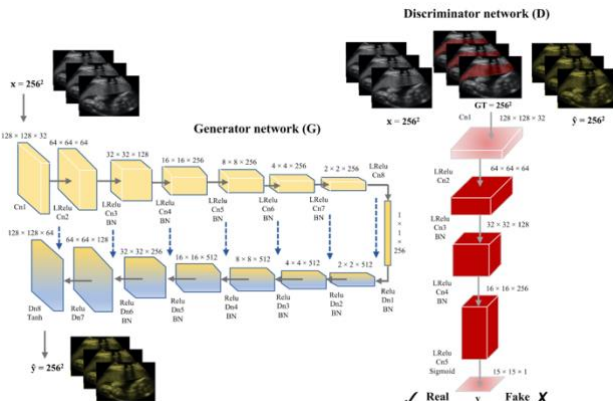 Discriminator network (D)
x = 256²
Generator network (G)
128 × 128 × 32
64 × 64 × 64
32 × 32 × 128
16 × 16 × 256
8 × 8 × 256
4 × 4 × 256
2 × 2 × 256
LRelu
Cn8
Cn1
LRelu
Cn2
LRelu
Cn3
BN
LRelu
Cn4
BN
LRelu
Cn5
BN
LRelu
Cn6
BN
LRelu
Cn7
BN
1 × 1 × 256
128 × 128 × 64
64 × 64 × 128
32 × 32 × 256
16 × 16 × 512
8 × 8 × 512
4 × 4 × 512
2 × 2 × 512
Dn8
Tanh
Relu
Dn7
Relu
Dn6
BN
Relu
Dn5
BN
Relu
Dn4
BN
Relu
Dn3
BN
Relu
Dn2
BN
Relu
Dn1
BN
ŷ = 256²
x = 256²
GT = 256²
ŷ = 256²
Cn1
128 × 128 × 32
LRelu
Cn2
64 × 64 × 64
LRelu
Cn3
BN
32 × 32 × 128
LRelu
Cn4
BN
16 × 16 × 256
LRelu
Cn5
Sigmoid
15 × 15 × 1
✓ Real v Fake ✗